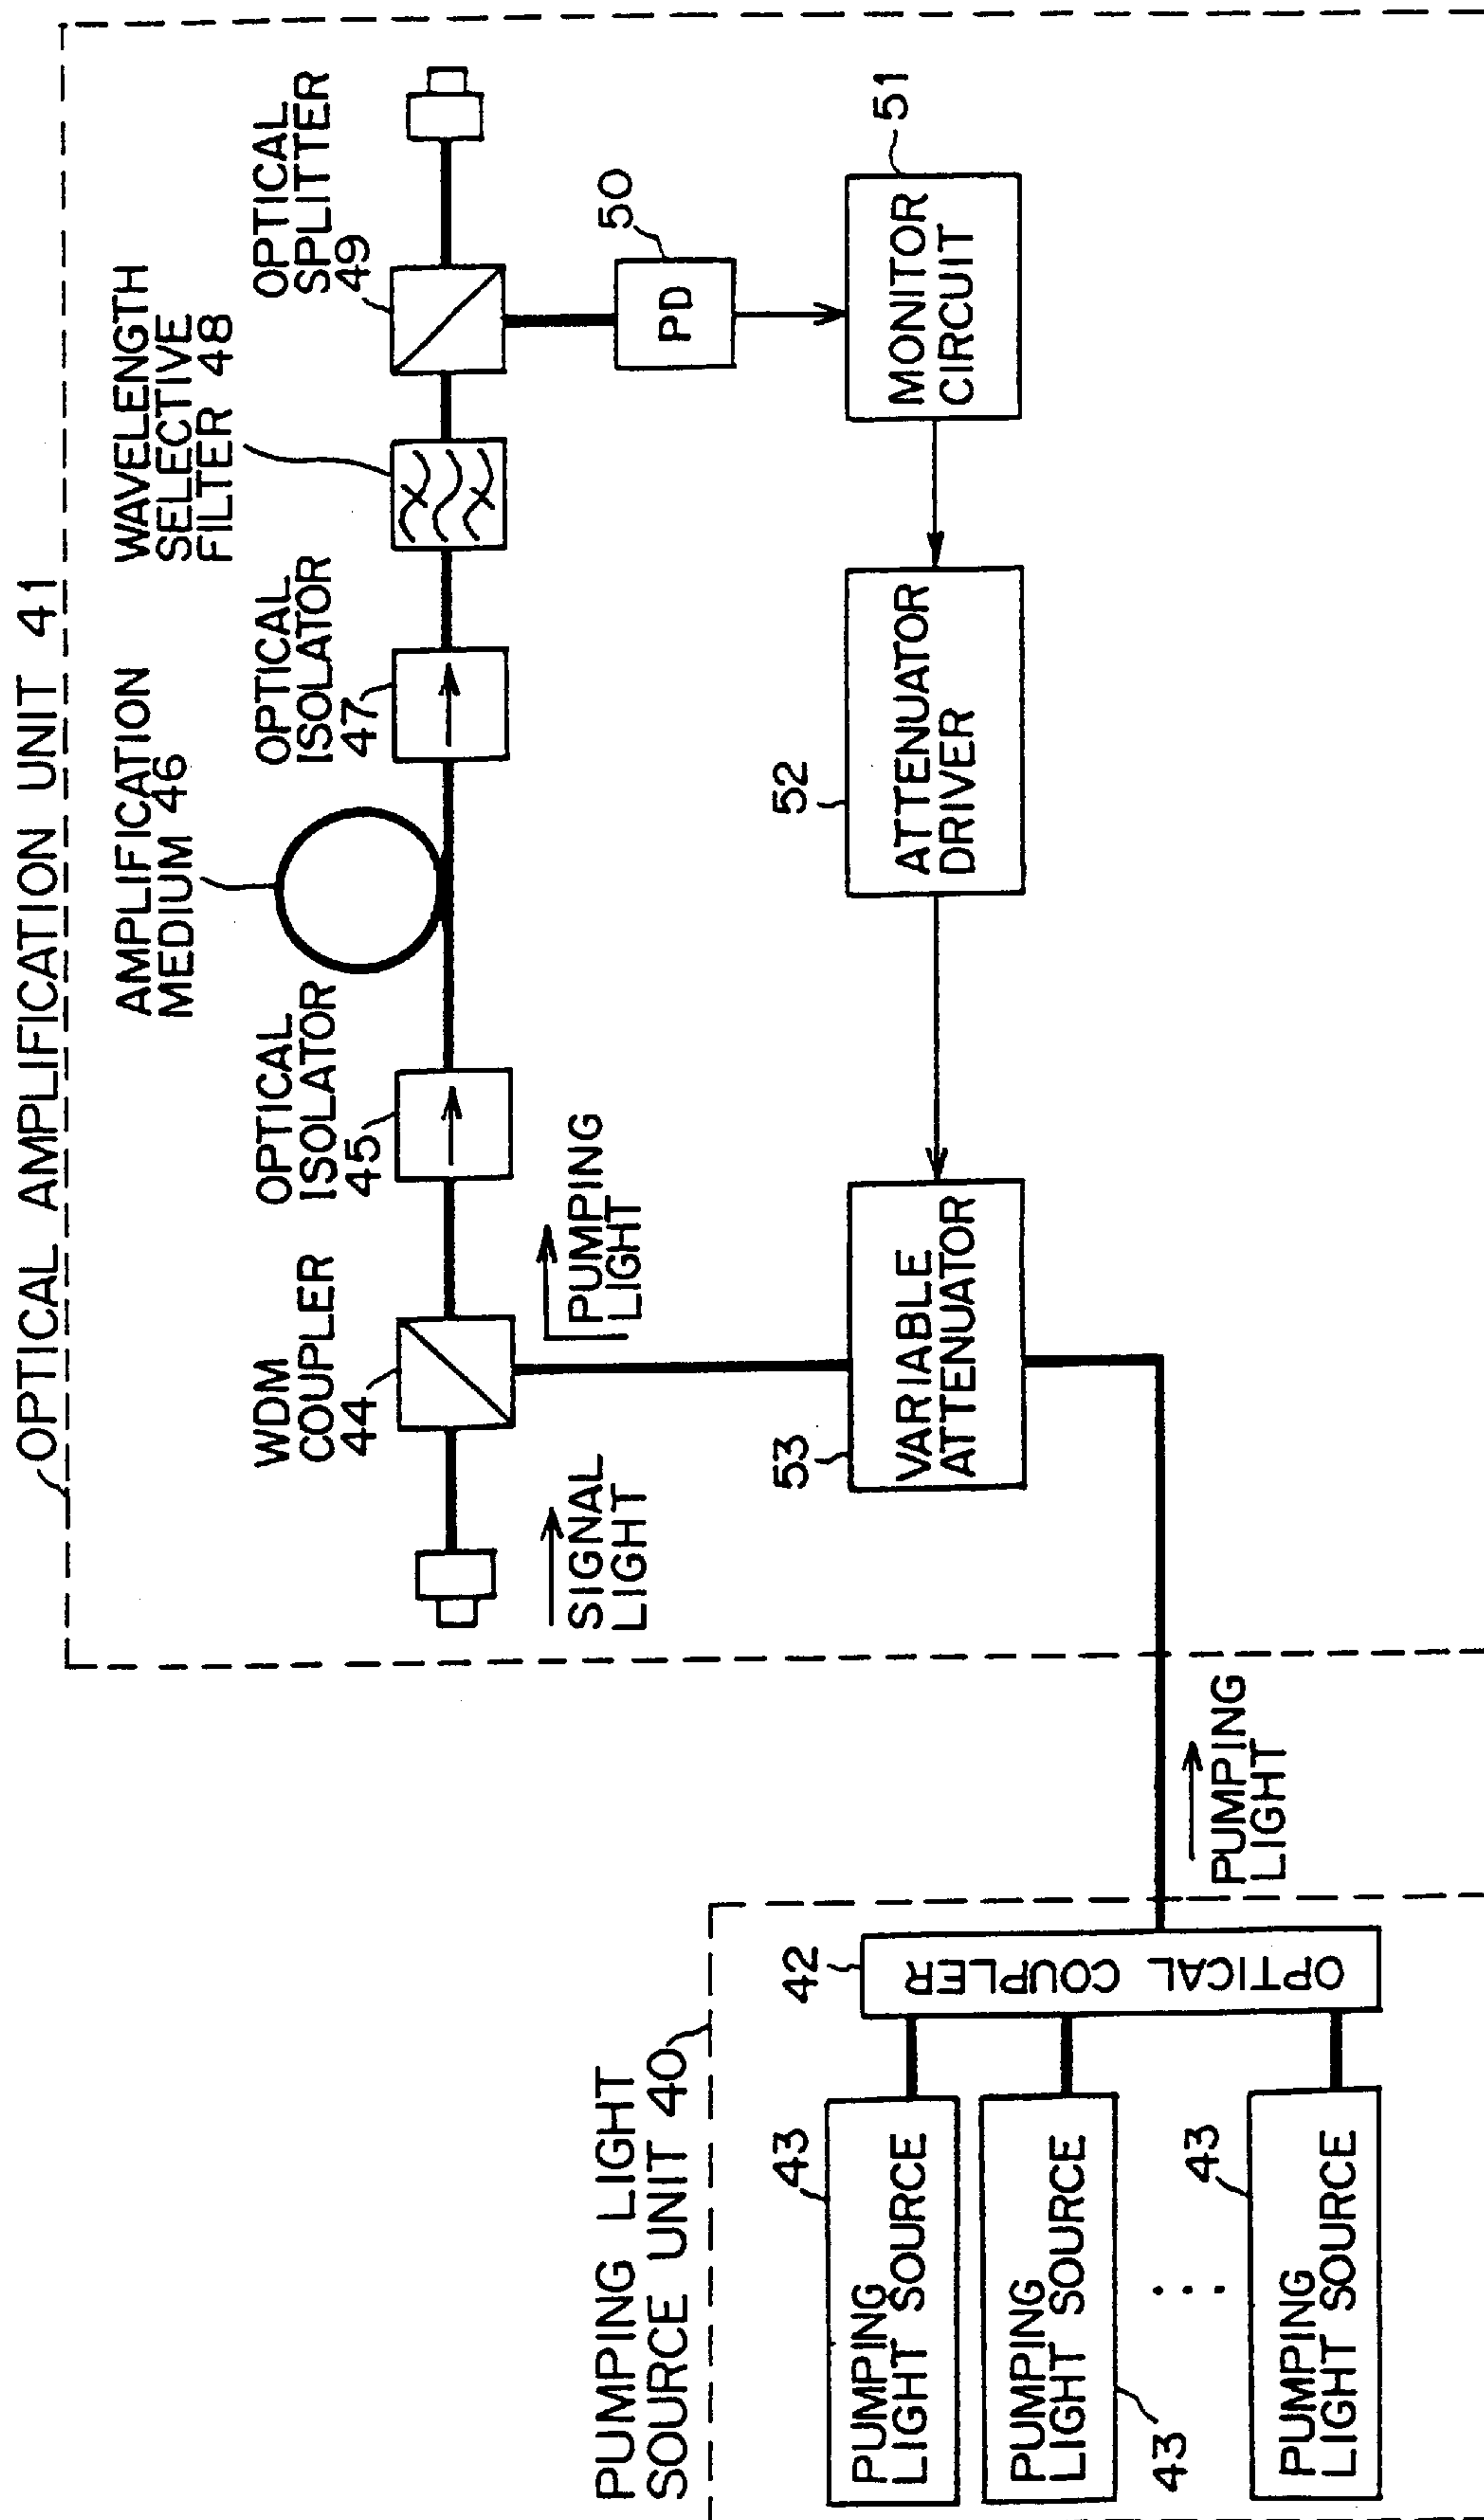 OPTICAL AMPLIFICATION UNIT 41
WAVELENGTH
SELECTIVE
FILTER 48
AMPLIFICATION
MEDIUM 46
OPTICAL
SPLITTER
49
OPTICAL
ISOLATOR
47
OPTICAL
ISOLATOR
45
WDM
COUPLER
44
SIGNAL
LIGHT
PUMPING
LIGHT
50
PD
51
MONITOR
CIRCUIT
52
ATTENUATOR
DRIVER
53
VARIABLE
ATTENUATOR
PUMPING
LIGHT
PUMPING LIGHT
SOURCE UNIT 40
42
OPTICAL COUPLER
43
PUMPING
LIGHT SOURCE
PUMPING
LIGHT SOURCE
43
43
PUMPING
LIGHT SOURCE